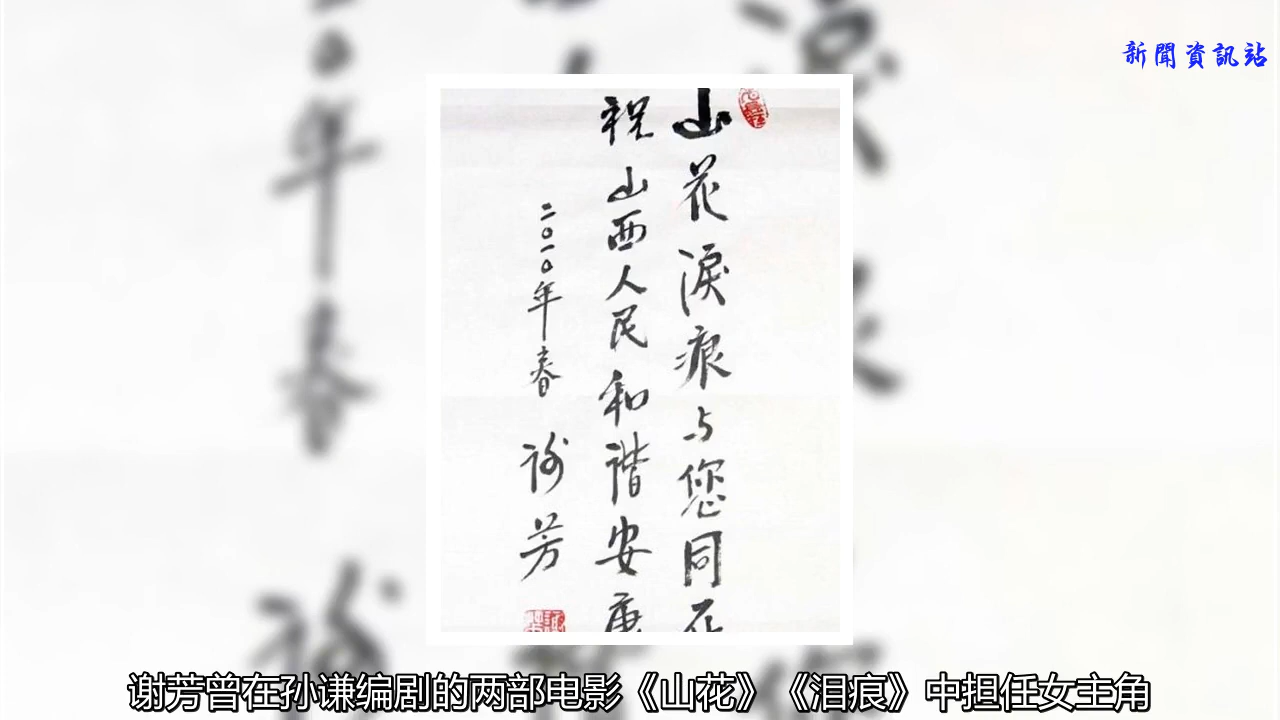 新聞資訊站
山花淚痕与您同在
祝山西人民和谐安康
二〇一〇年春
谢芳
谢芳曾在孙谦编剧的两部电影《山花》《泪痕》中担任女主角